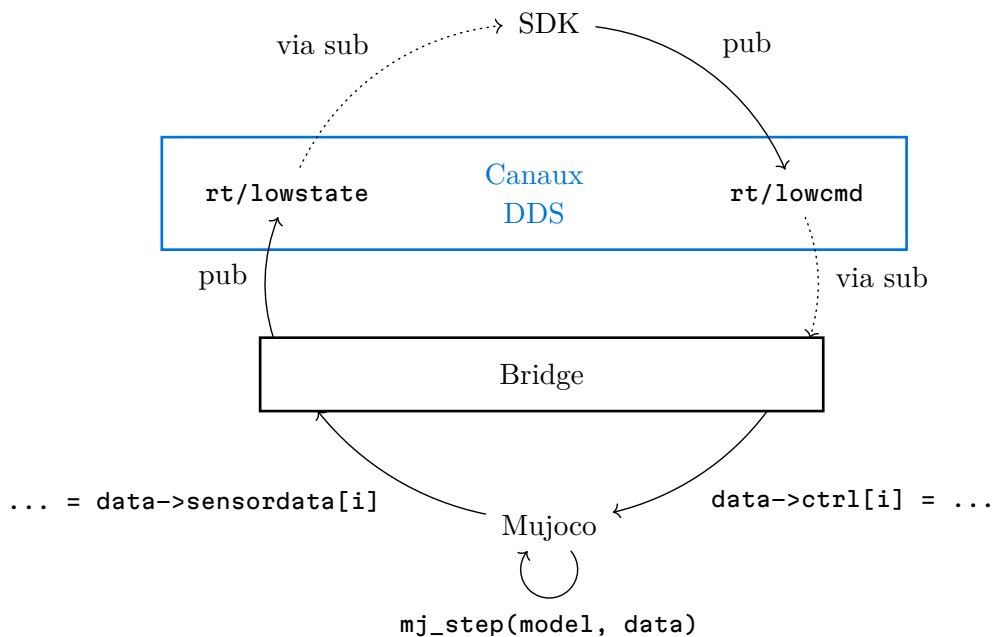 SDK
via sub
pub
Canaux
DDS
rt/lowstate
rt/lowcmd
pub
via sub
Bridge
... = data->sensordata[i]
data->ctrl[i] = ...
Mujoco
mj_step(model, data)